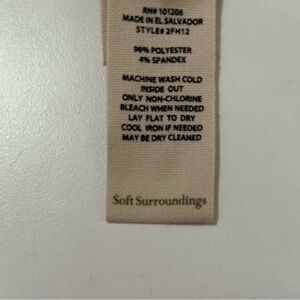 RN# 101206
MADE IN EL SALVADOR
STYLE# 2FH12
96% POLYESTER
4% SPANDEX
MACHINE WASH COLD
INSIDE OUT
ONLY NON-CHLORINE
BLEACH WHEN NEEDED
LAY FLAT TO DRY
COOL IRON IF NEEDED
MAY BE DRY CLEANED
Soft Surroundings